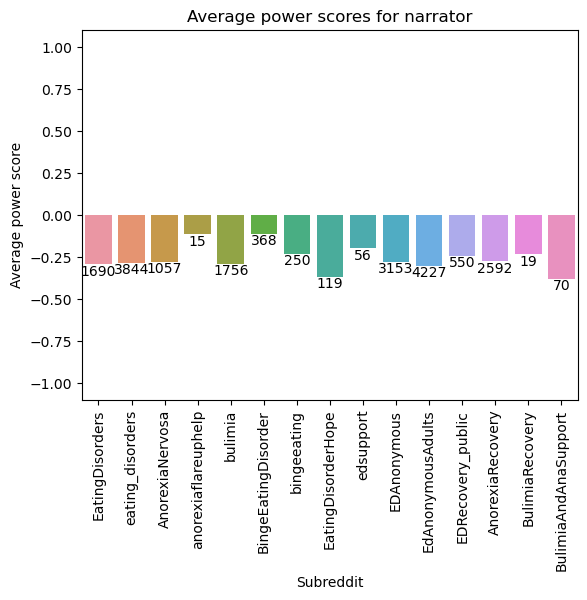 Average power scores for narrator
1.00
0.75
0.50
0.25
0.00
−0.25
−0.50
−0.75
−1.00
Average power score
1690
3844
1057
15
1756
368
250
119
56
3153
4227
550
2592
19
70
EatingDisorders
eating_disorders
AnorexiaNervosa
anorexiaflareuphelp
bulimia
BingeEatingDisorder
bingeeating
EatingDisorderHope
edsupport
EDAnonymous
EdAnonymousAdults
EDRecovery_public
AnorexiaRecovery
BulimiaRecovery
BulimiaAndAnaSupport
Subreddit